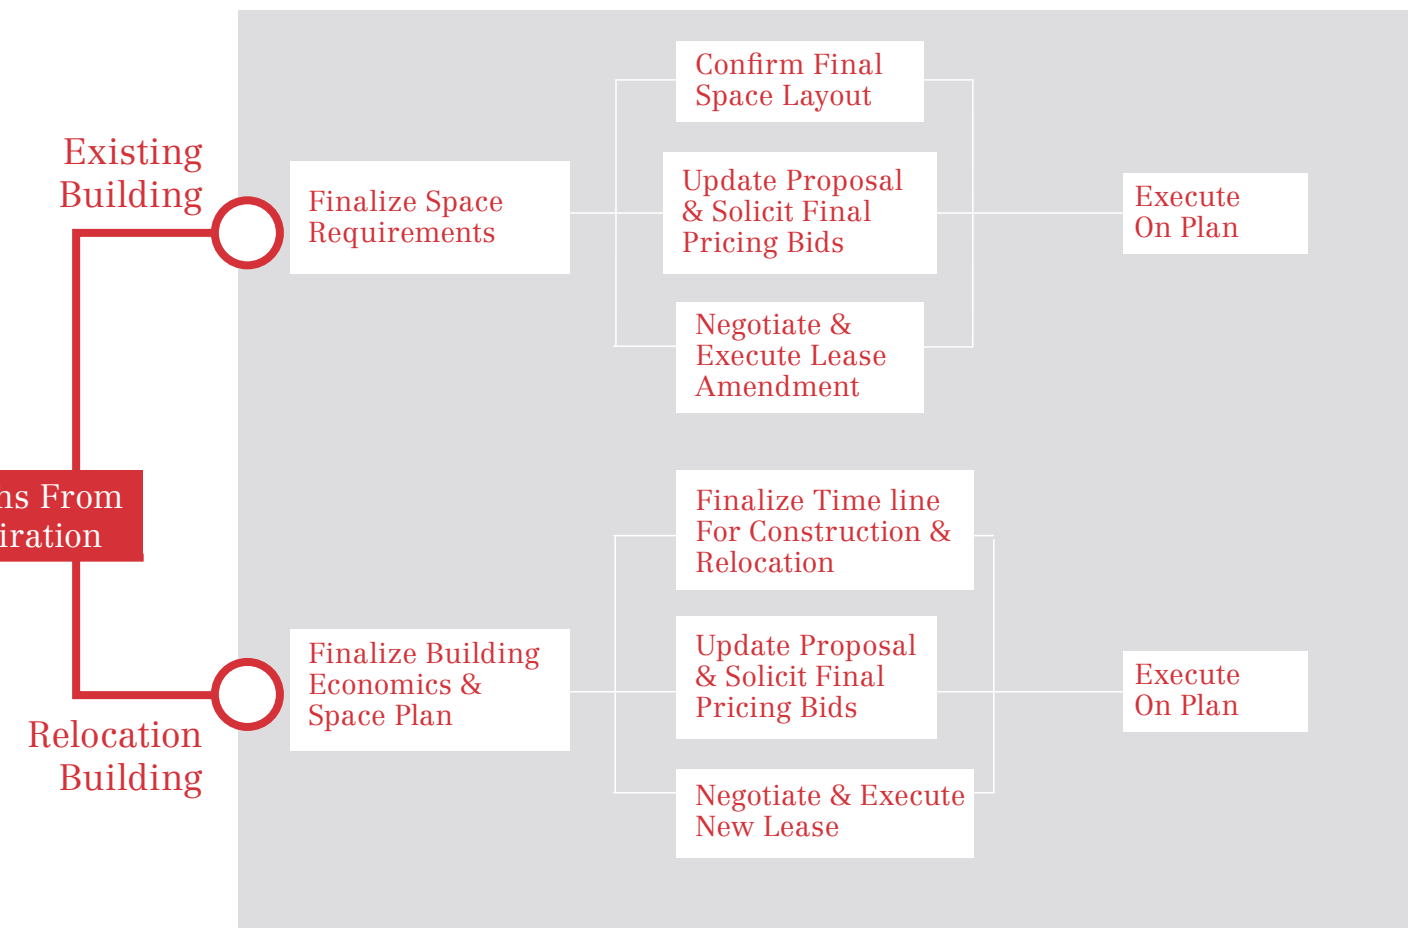 Existing
Building
Finalize Space
Requirements
Confirm Final
Space Layout
Update Proposal
& Solicit Final
Pricing Bids
Negotiate &
Execute Lease
Amendment
Execute
On Plan
From
Relocation
Building
Finalize Building
Economics &
Space Plan
Finalize Time line
For Construction &
Relocation
Update Proposal
& Solicit Final
Pricing Bids
Negotiate & Execute
New Lease
Execute
On Plan